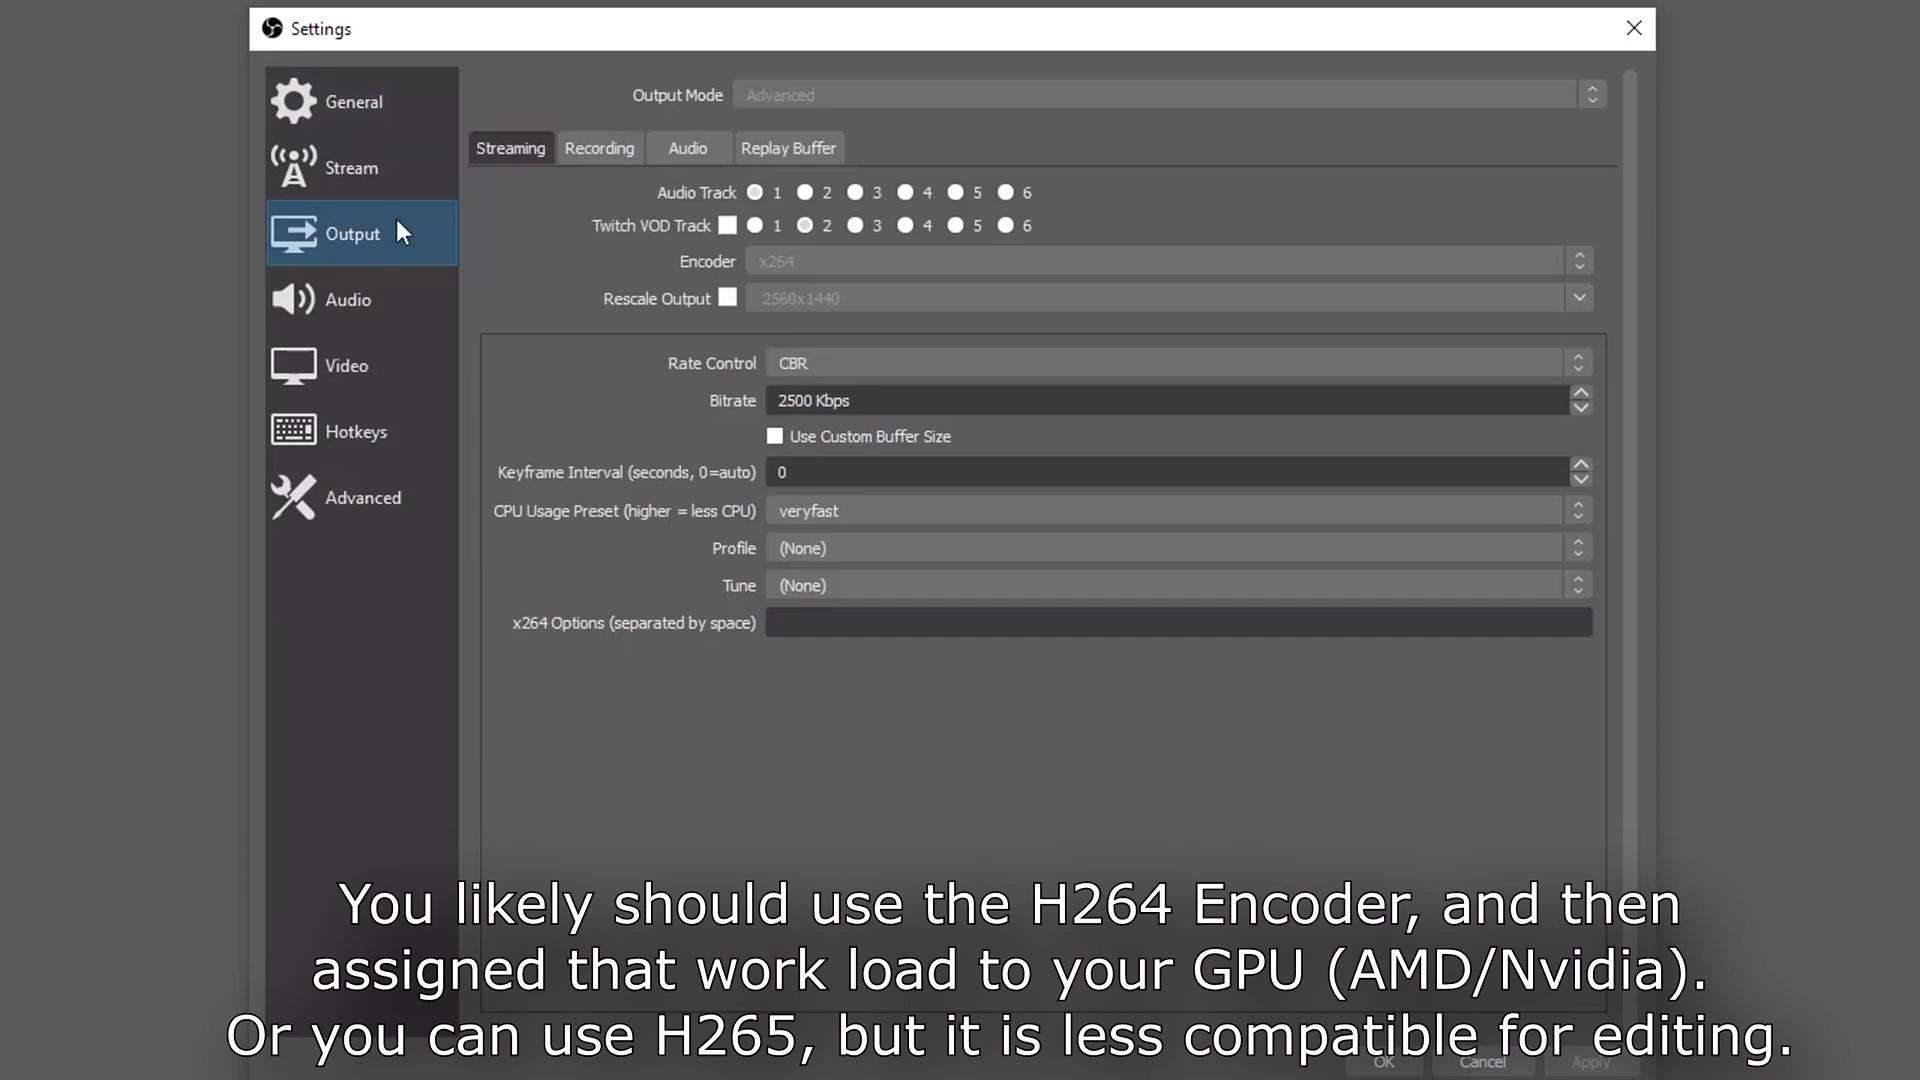 Settings
General
Stream
Output
Audio
Video
Hotkeys
Advanced
Output Mode Advanced
Streaming Recording Audio Replay Buffer
Audio Track 1 2 3 4 5 6
Twitch VOD Track 1 2 3 4 5 6
Encoder x264
Rescale Output 2560x1440
Rate Control CBR
Bitrate 2500 Kbps
Use Custom Buffer Size
Keyframe Interval (seconds, 0=auto) 0
CPU Usage Preset (higher = less CPU) veryfast
Profile (None)
Tune (None)
x264 Options (separated by space)
You likely should use the H264 Encoder, and then
assigned that work load to your GPU (AMD/Nvidia).
Or you can use H265, but it is less compatible for editing.
OK Cancel Apply